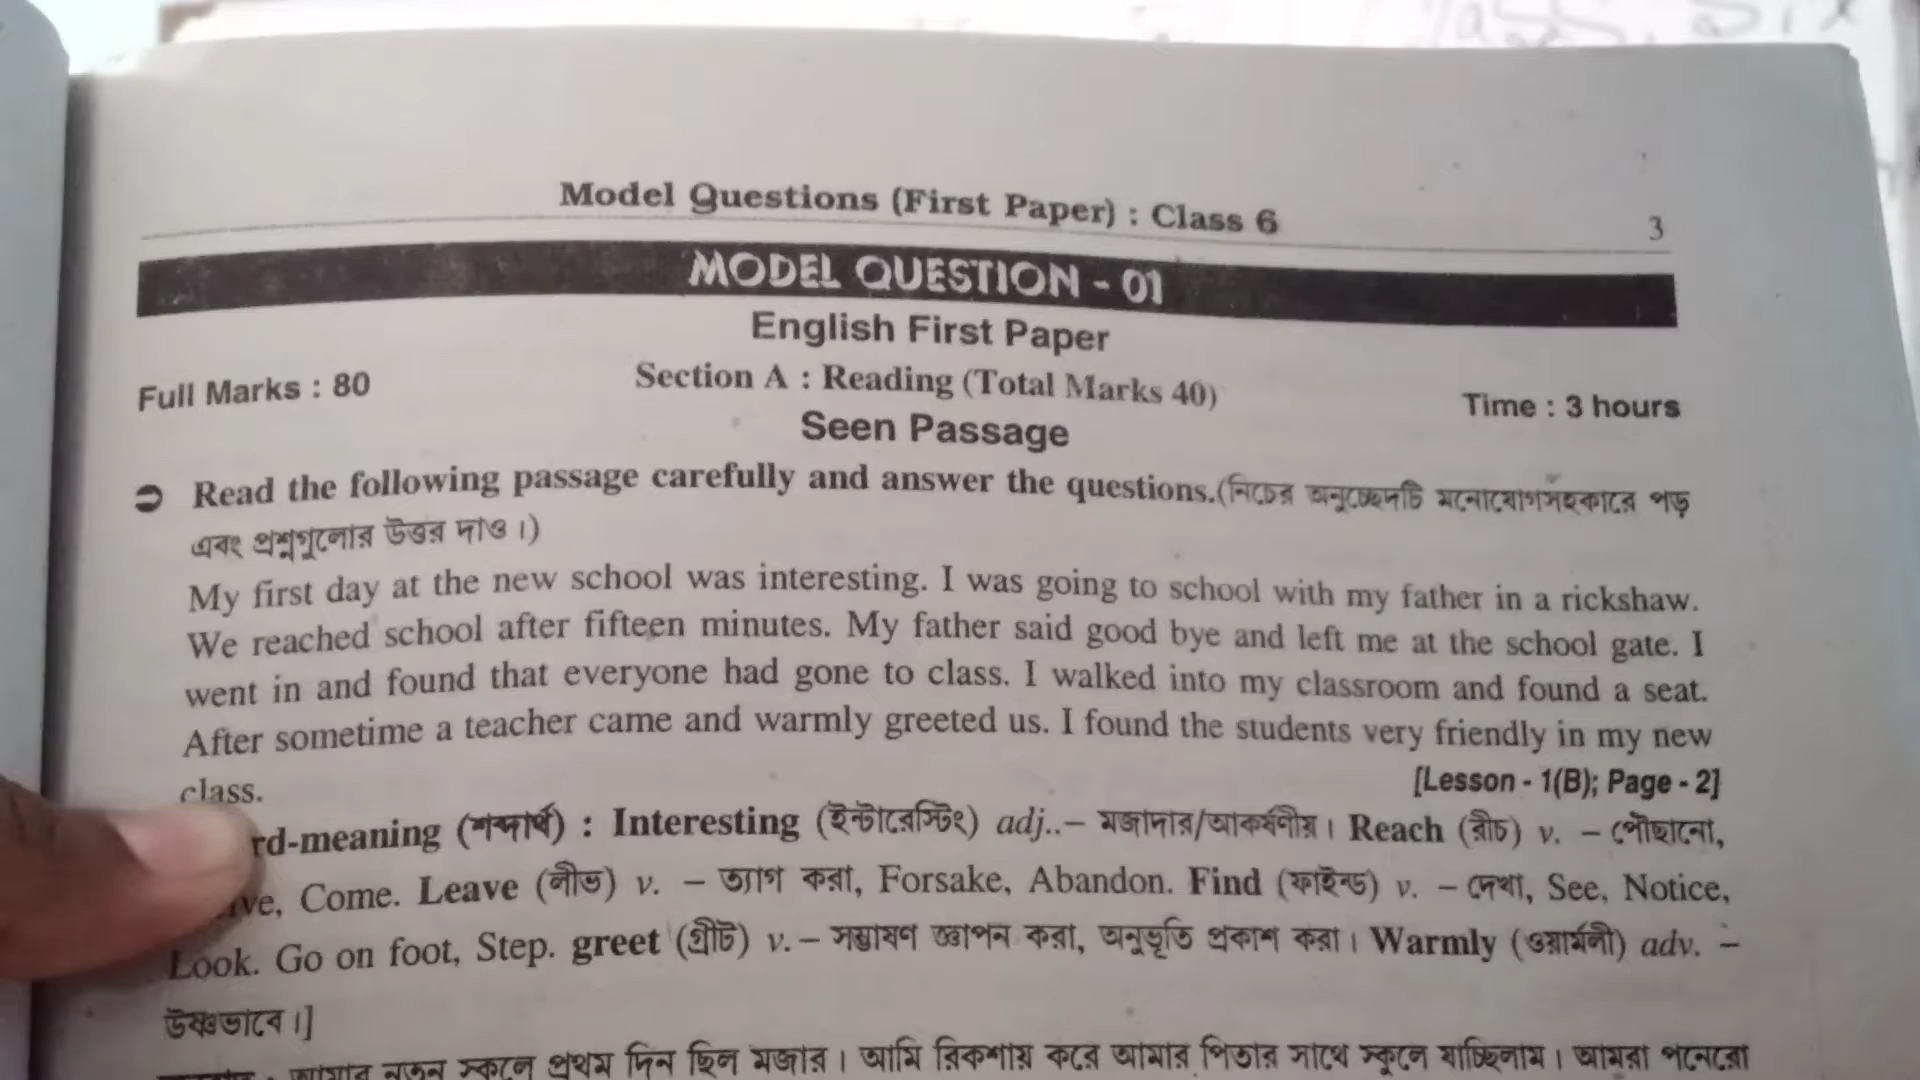 Class Six
Model Questions (First Paper) : Class 6
3
MODEL QUESTION - 01
English First Paper
Full Marks : 80
Section A : Reading (Total Marks 40)
Time : 3 hours
Seen Passage
➲ Read the following passage carefully and answer the questions.(নিচের অনুচ্ছেদটি মনোযোগসহকারে পড়
এবং প্রশ্নগুলোর উত্তর দাও।)
My first day at the new school was interesting. I was going to school with my father in a rickshaw.
We reached school after fifteen minutes. My father said good bye and left me at the school gate. I
went in and found that everyone had gone to class. I walked into my classroom and found a seat.
After sometime a teacher came and warmly greeted us. I found the students very friendly in my new
class.
[Lesson - 1(B); Page - 2]
rd-meaning (শব্দার্থ) : Interesting (ইন্টারেস্টিং) adj..– মজাদার/আকর্ষণীয়। Reach (রীচ) v. – পৌছানো,
ive, Come. Leave (লীভ) v. – ত্যাগ করা, Forsake, Abandon. Find (ফাইন্ড) v. – দেখা, See, Notice,
Look. Go on foot, Step. greet (গ্রীট) v.– সম্ভাষণ জ্ঞাপন করা, অনুভূতি প্রকাশ করা। Warmly (ওয়ার্মলী) adv. –
উষ্ণভাবে।]
আমার নতুন স্কুলে প্রথম দিন ছিল মজার। আমি রিকশায় করে আমার পিতার সাথে স্কুলে যাচ্ছিলাম। আমরা পনেরো